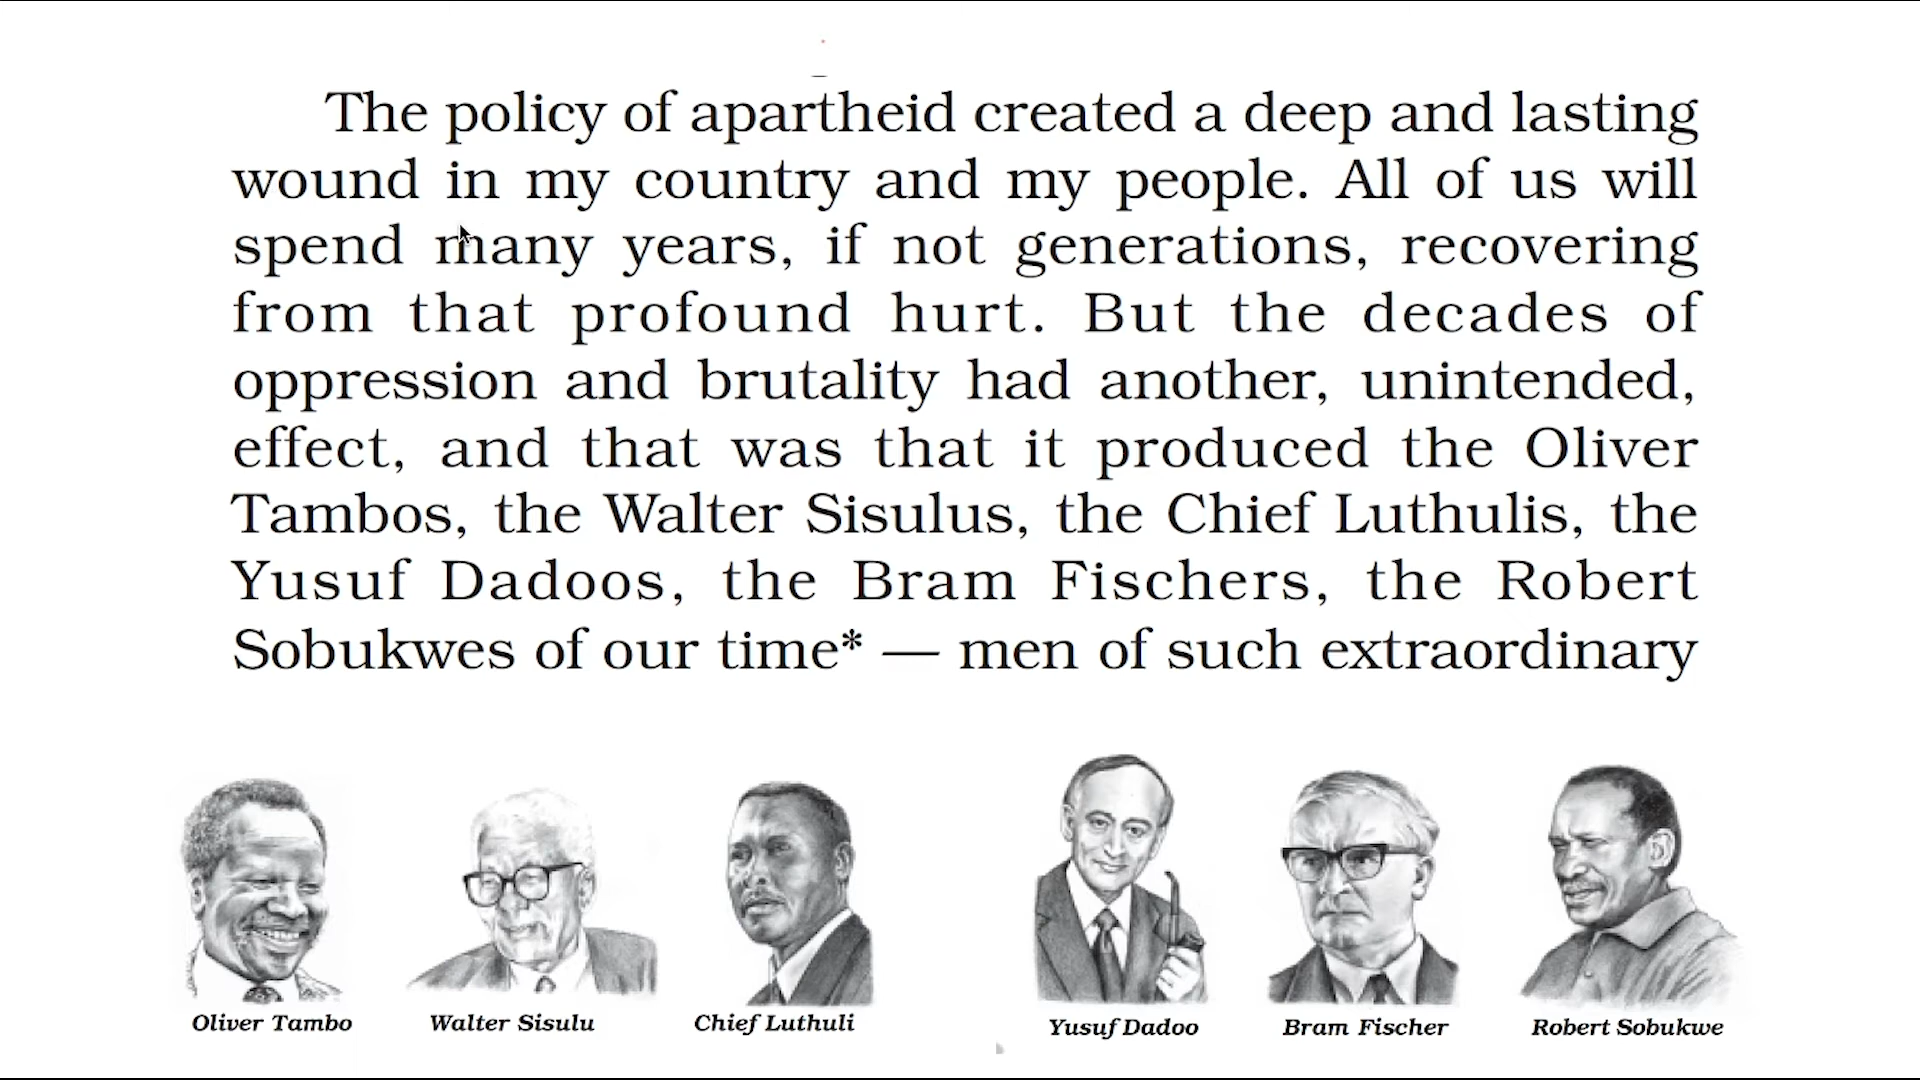 The policy of apartheid created a deep and lasting
wound in my country and my people. All of us will
spend many years, if not generations, recovering
from that profound hurt. But the decades of
oppression and brutality had another, unintended,
effect, and that was that it produced the Oliver
Tambos, the Walter Sisulus, the Chief Luthulis, the
Yusuf Dadoos, the Bram Fischers, the Robert
Sobukwes of our time* — men of such extraordinary
Oliver Tambo
Walter Sisulu
Chief Luthuli
Yusuf Dadoo
Bram Fischer
Robert Sobukwe